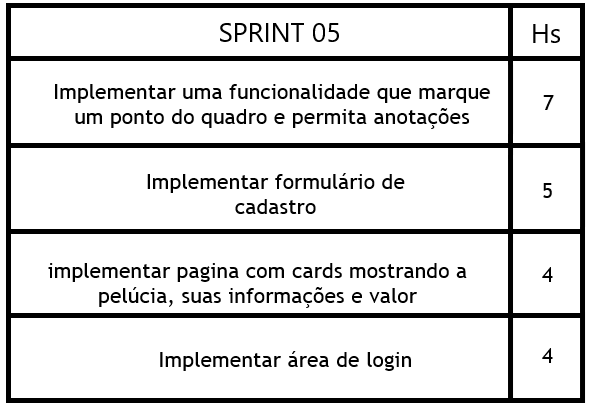 SPRINT 05 Hs
Implementar uma funcionalidade que marque
um ponto do quadro e permita anotações
7
Implementar formulário de
cadastro
5
implementar pagina com cards mostrando a
pelúcia, suas informações e valor
4
Implementar área de login
4